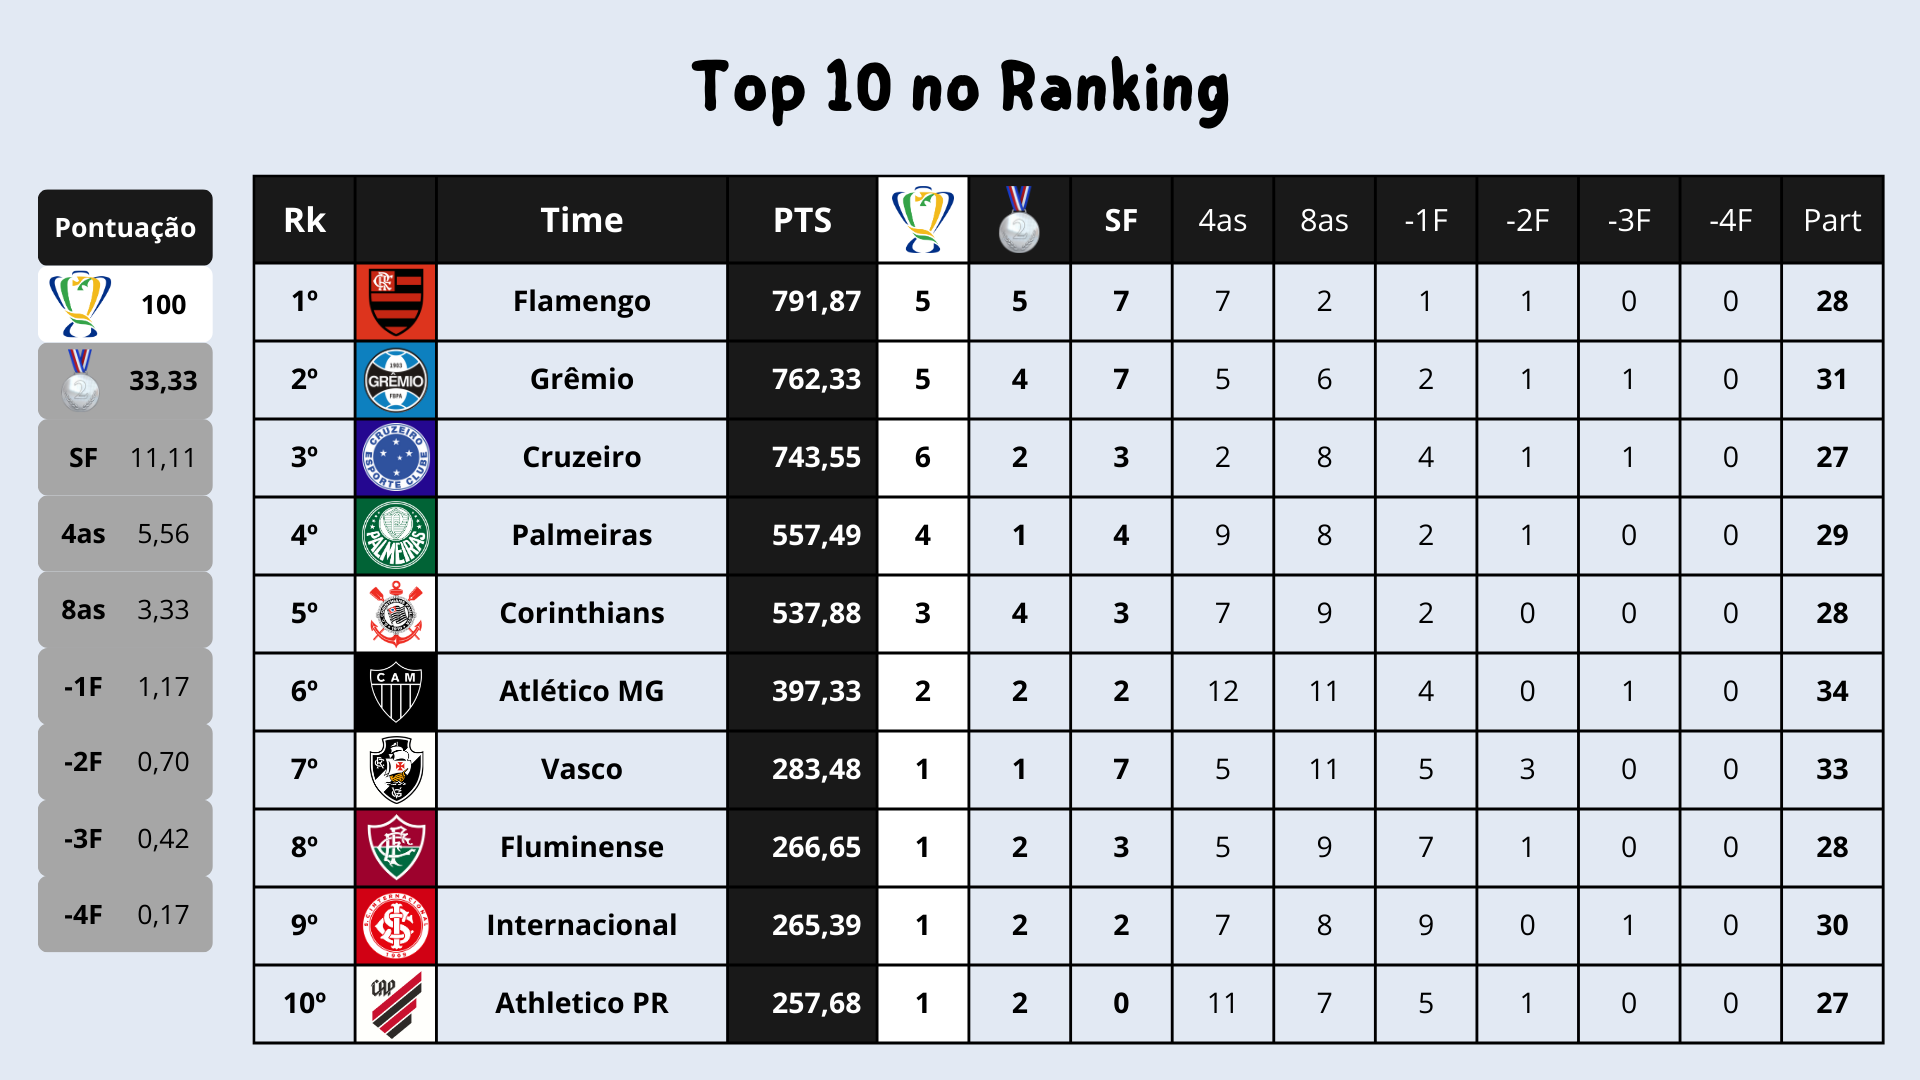 Top 10 no Ranking
Pontuação
100
33,33
SF 11,11
4as 5,56
8as 3,33
-1F 1,17
-2F 0,70
-3F 0,42
-4F 0,17
Rk Time PTS SF 4as 8as -1F -2F -3F -4F Part
1º Flamengo 791,87 5 5 7 7 2 1 1 0 0 28
2º GRÊMIO Grêmio 762,33 5 4 7 5 6 2 1 1 0 31
3º CRUZEIRO ESPORTE CLUBE Cruzeiro 743,55 6 2 3 2 8 4 1 1 0 27
4º PALMEIRAS Palmeiras 557,49 4 1 4 9 8 2 1 0 0 29
5º Corinthians 537,88 3 4 3 7 9 2 0 0 0 28
6º CAM Atlético MG 397,33 2 2 2 12 11 4 0 1 0 34
7º Vasco 283,48 1 1 7 5 11 5 3 0 0 33
8º Fluminense 266,65 1 2 3 5 9 7 1 0 0 28
9º Internacional 265,39 1 2 2 7 8 9 0 1 0 30
10º CAP Athletico PR 257,68 1 2 0 11 7 5 1 0 0 27